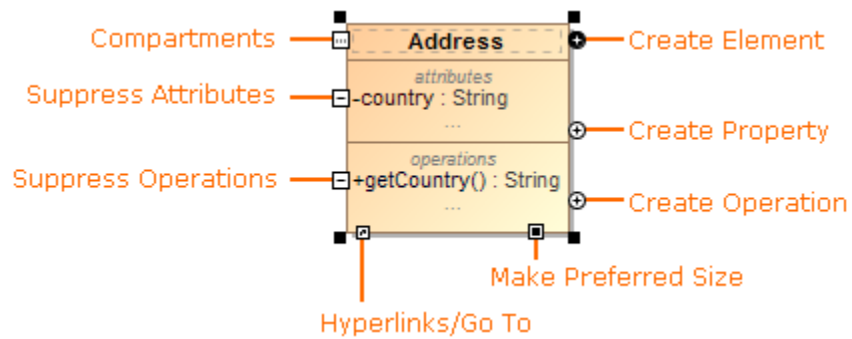 Compartments
Address
Create Element
attributes
Suppress Attributes
-country : String
...
Create Property
operations
Suppress Operations
+getCountry() : String
...
Create Operation
Make Preferred Size
Hyperlinks/Go To